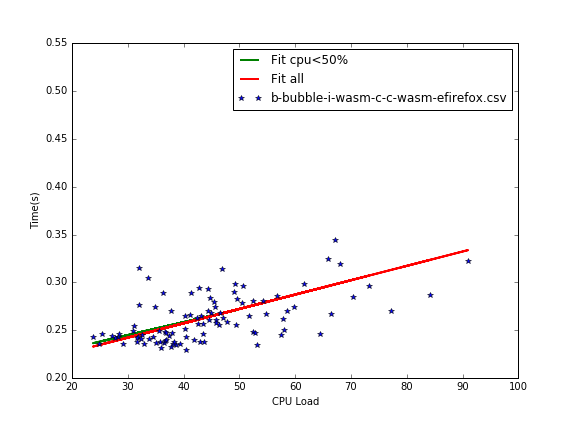 0.55
0.50
0.45
0.40
0.35
0.30
0.25
0.20
Time(s)
Fit cpu<50%
Fit all
b-bubble-i-wasm-c-c-wasm-efirefox.csv
20 30 40 50 60 70 80 90 100
CPU Load